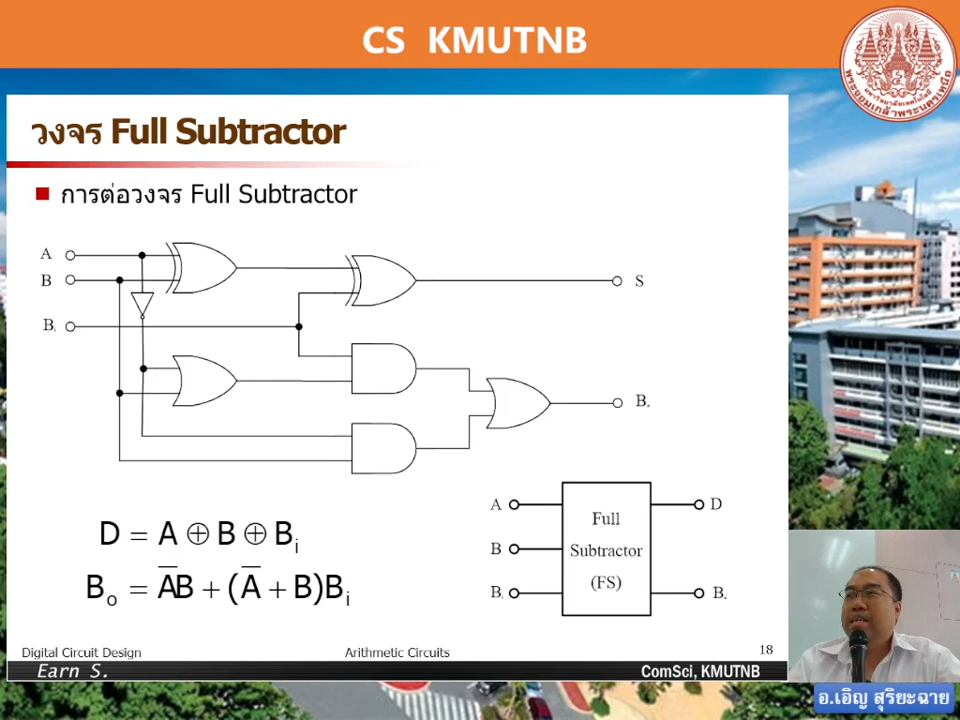 CS KMUTNB
วงจร Full Subtractor
การต่อวงจร Full Subtractor
A
B
Bi
S
B.
D = A ⊕ B ⊕ Bi
Bo = A̅B + (A̅ + B)Bi
A
B
B.
Full
Subtractor
(FS)
D
B.
Digital Circuit Design
Arithmetic Circuits
18
Earn S.
ComSci, KMUTNB
อ.เอิญ สุริยะฉาย